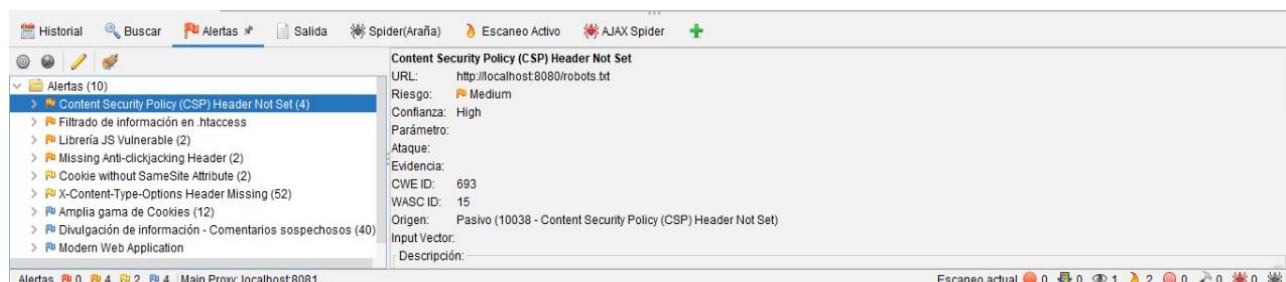 Historial Buscar Alertas Salida Spider(Araña) Escaneo Activo AJAX Spider
Alertas (10)
Content Security Policy (CSP) Header Not Set (4)
Filtrado de información en .htaccess
Librería JS Vulnerable (2)
Missing Anti-clickjacking Header (2)
Cookie without SameSite Attribute (2)
X-Content-Type-Options Header Missing (52)
Amplia gama de Cookies (12)
Divulgación de información - Comentarios sospechosos (40)
Modern Web Application
Content Security Policy (CSP) Header Not Set
URL: http://localhost:8080/robots.txt
Riesgo: Medium
Confianza: High
Parámetro:
Ataque:
Evidencia:
CWE ID: 693
WASC ID: 15
Origen: Pasivo (10038 - Content Security Policy (CSP) Header Not Set)
Input Vector:
Descripción:
Alertas 0 4 2 4 Main Proxy: localhost:8081 Escaneo actual 0 0 1 2 0 0 0